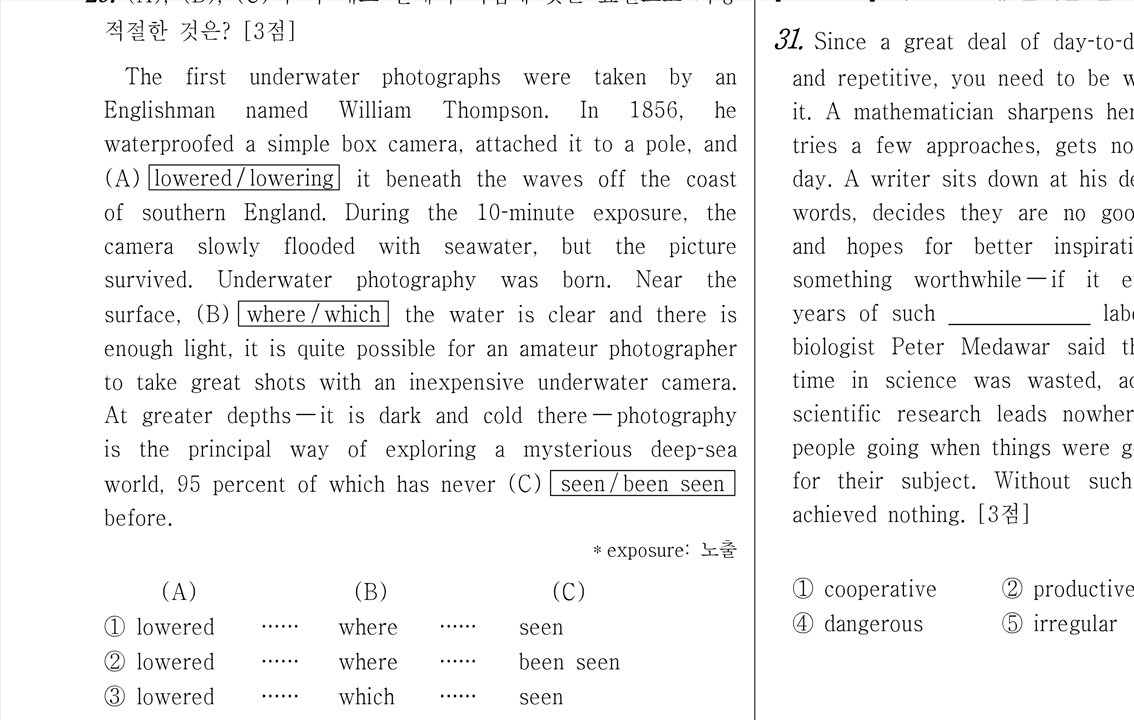 적절한 것은? [3점]
The first underwater photographs were taken by an
Englishman named William Thompson. In 1856, he
waterproofed a simple box camera, attached it to a pole, and
(A) lowered / lowering it beneath the waves off the coast
of southern England. During the 10-minute exposure, the
camera slowly flooded with seawater, but the picture
survived. Underwater photography was born. Near the
surface, (B) where / which the water is clear and there is
enough light, it is quite possible for an amateur photographer
to take great shots with an inexpensive underwater camera.
At greater depths—it is dark and cold there—photography
is the principal way of exploring a mysterious deep-sea
world, 95 percent of which has never (C) seen / been seen
before.
* exposure: 노출
(A) (B) (C)
① lowered …… where …… seen
② lowered …… where …… been seen
③ lowered …… which …… seen
31. Since a great deal of day-to-d
and repetitive, you need to be
it. A mathematician sharpens her
tries a few approaches, gets no
day. A writer sits down at his de
words, decides they are no goo
and hopes for better inspirati
something worthwhile—if it e
years of such ____________ labo
biologist Peter Medawar said th
time in science was wasted, ad
scientific research leads nowher
people going when things were g
for their subject. Without such
achieved nothing. [3점]
① cooperative ② productive
④ dangerous ⑤ irregular